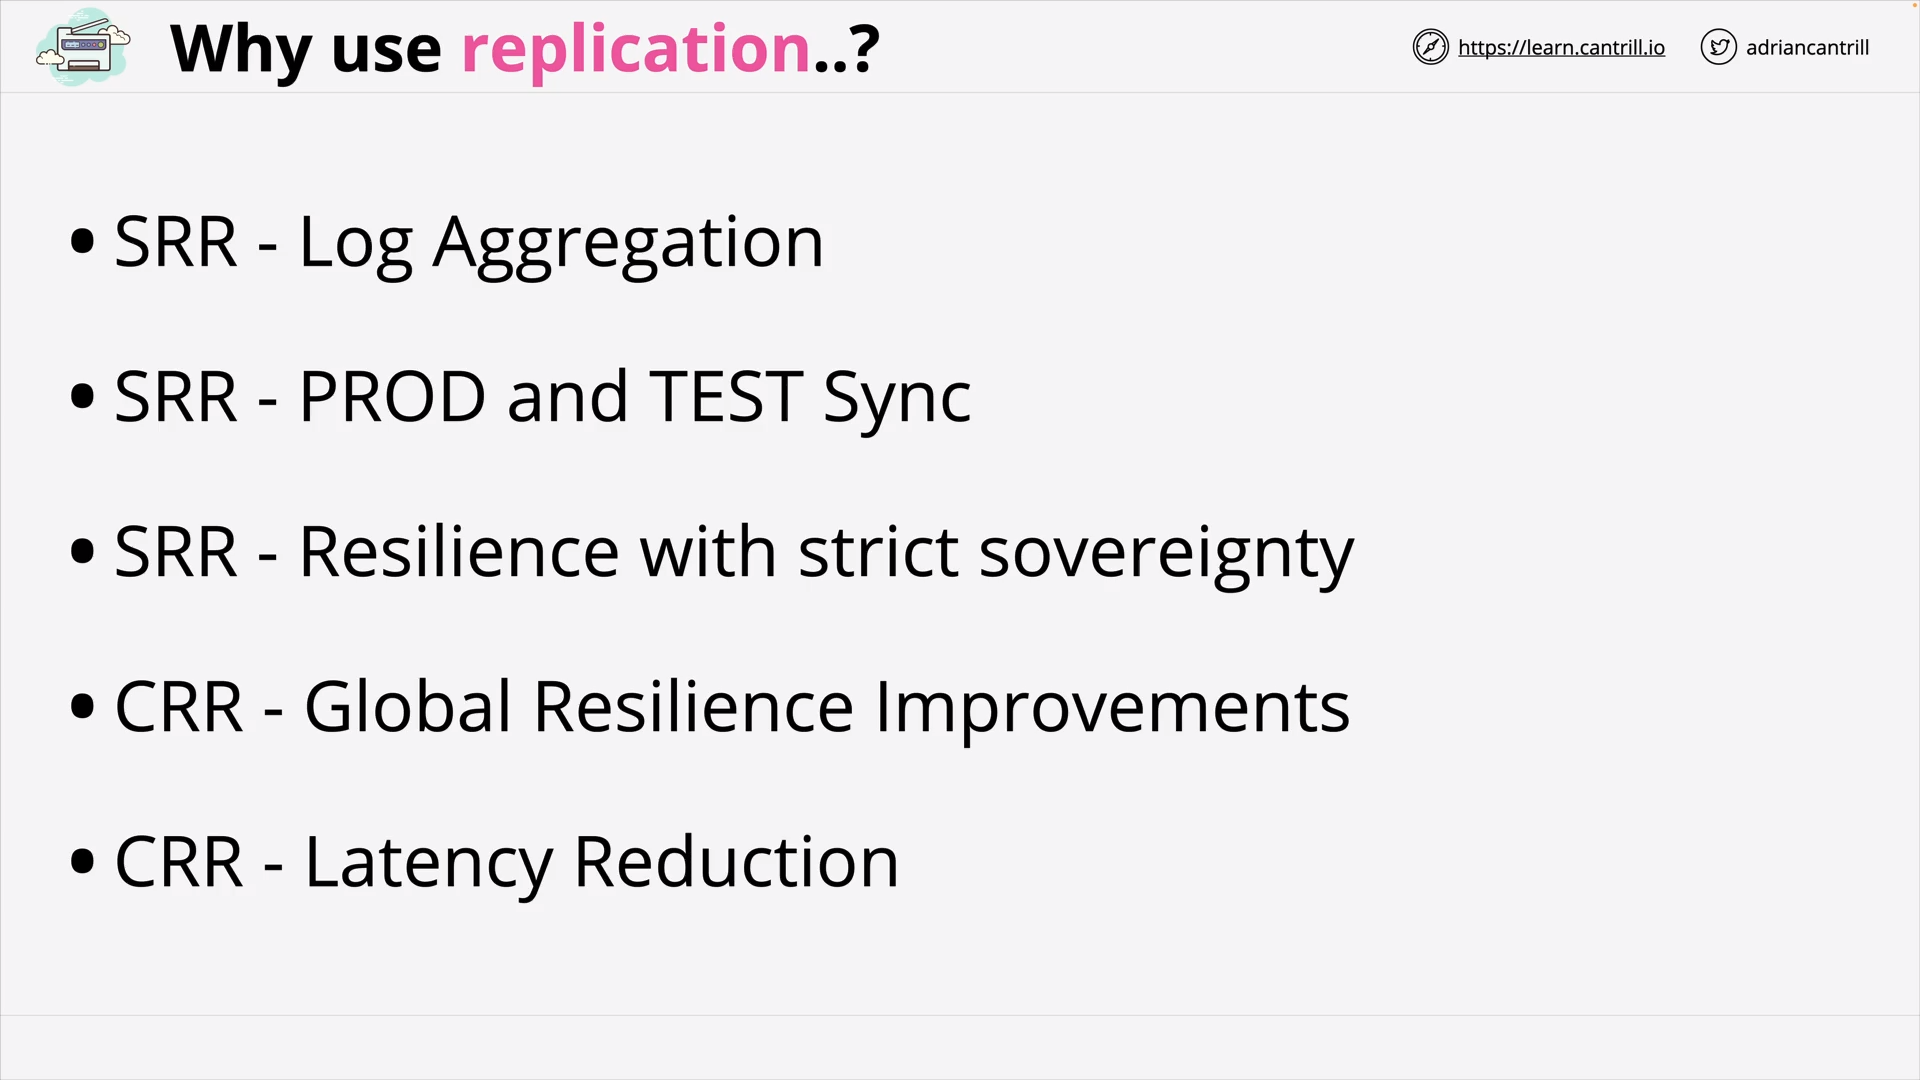 Why use replication..?
https://learn.cantrill.io
adriancantrill
• SRR - Log Aggregation
• SRR - PROD and TEST Sync
• SRR - Resilience with strict sovereignty
• CRR - Global Resilience Improvements
• CRR - Latency Reduction